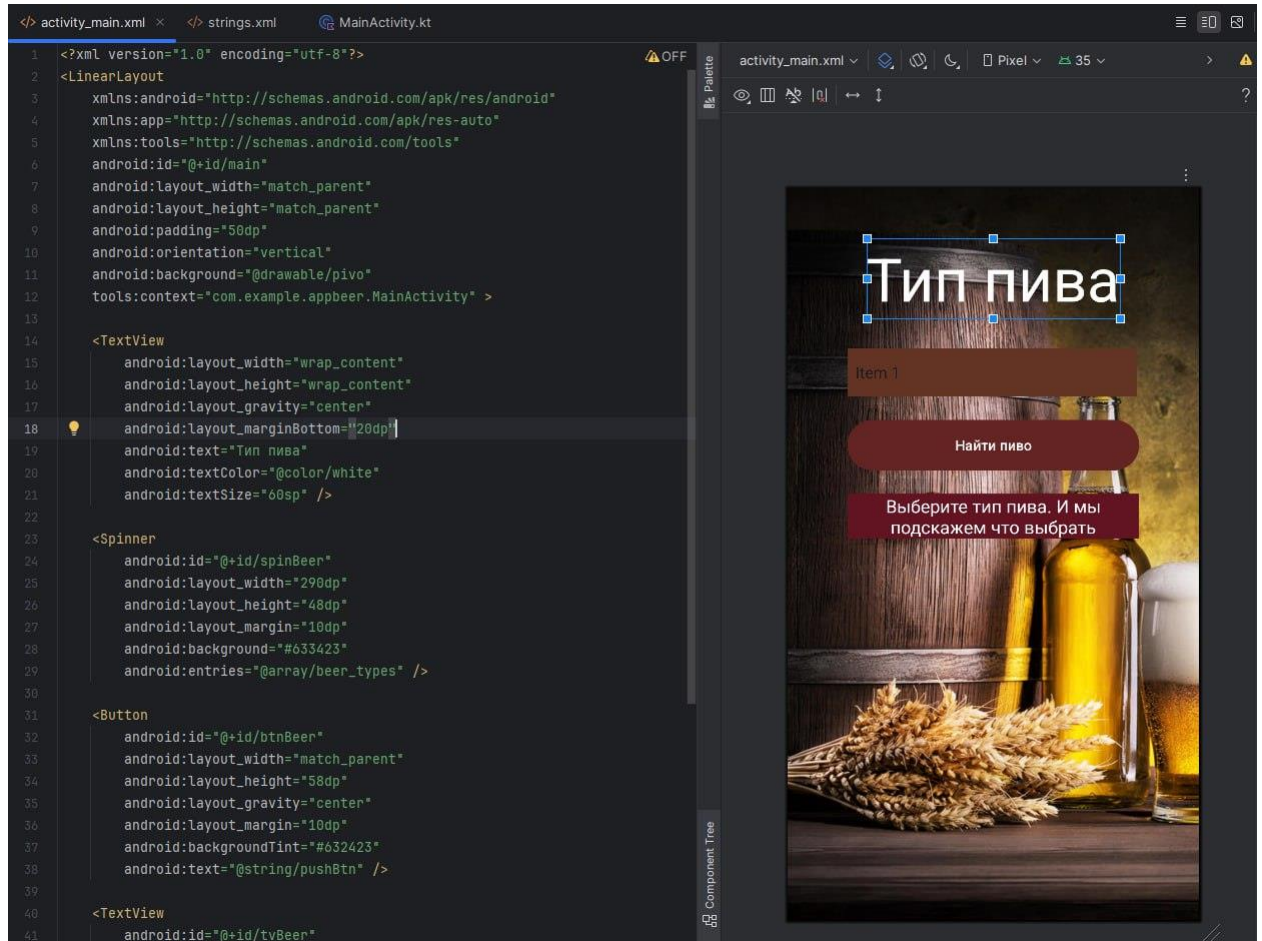 activity_main.xml
strings.xml
MainActivity.kt
1 <?xml version="1.0" encoding="utf-8"?>
OFF
2 <LinearLayout
3 xmlns:android="http://schemas.android.com/apk/res/android"
4 xmlns:app="http://schemas.android.com/apk/res-auto"
5 xmlns:tools="http://schemas.android.com/tools"
6 android:id="@+id/main"
7 android:layout_width="match_parent"
8 android:layout_height="match_parent"
9 android:padding="50dp"
10 android:orientation="vertical"
11 android:background="@drawable/pivo"
12 tools:context="com.example.appbeer.MainActivity" >
13
14 <TextView
15 android:layout_width="wrap_content"
16 android:layout_height="wrap_content"
17 android:layout_gravity="center"
18 android:layout_marginBottom="20dp"
19 android:text="Тип пива"
20 android:textColor="@color/white"
21 android:textSize="60sp" />
22
23 <Spinner
24 android:id="@+id/spinBeer"
25 android:layout_width="290dp"
26 android:layout_height="48dp"
27 android:layout_margin="10dp"
28 android:background="#633423"
29 android:entries="@array/beer_types" />
30
31 <Button
32 android:id="@+id/btnBeer"
33 android:layout_width="match_parent"
34 android:layout_height="58dp"
35 android:layout_gravity="center"
36 android:layout_margin="10dp"
37 android:backgroundTint="#632423"
38 android:text="@string/pushBtn" />
39
40 <TextView
41 android:id="@+id/tvBeer"
Palette
Component Tree
activity_main.xml
Pixel
35
Тип пива
Item 1
Найти пиво
Выберите тип пива. И мы
подскажем что выбрать